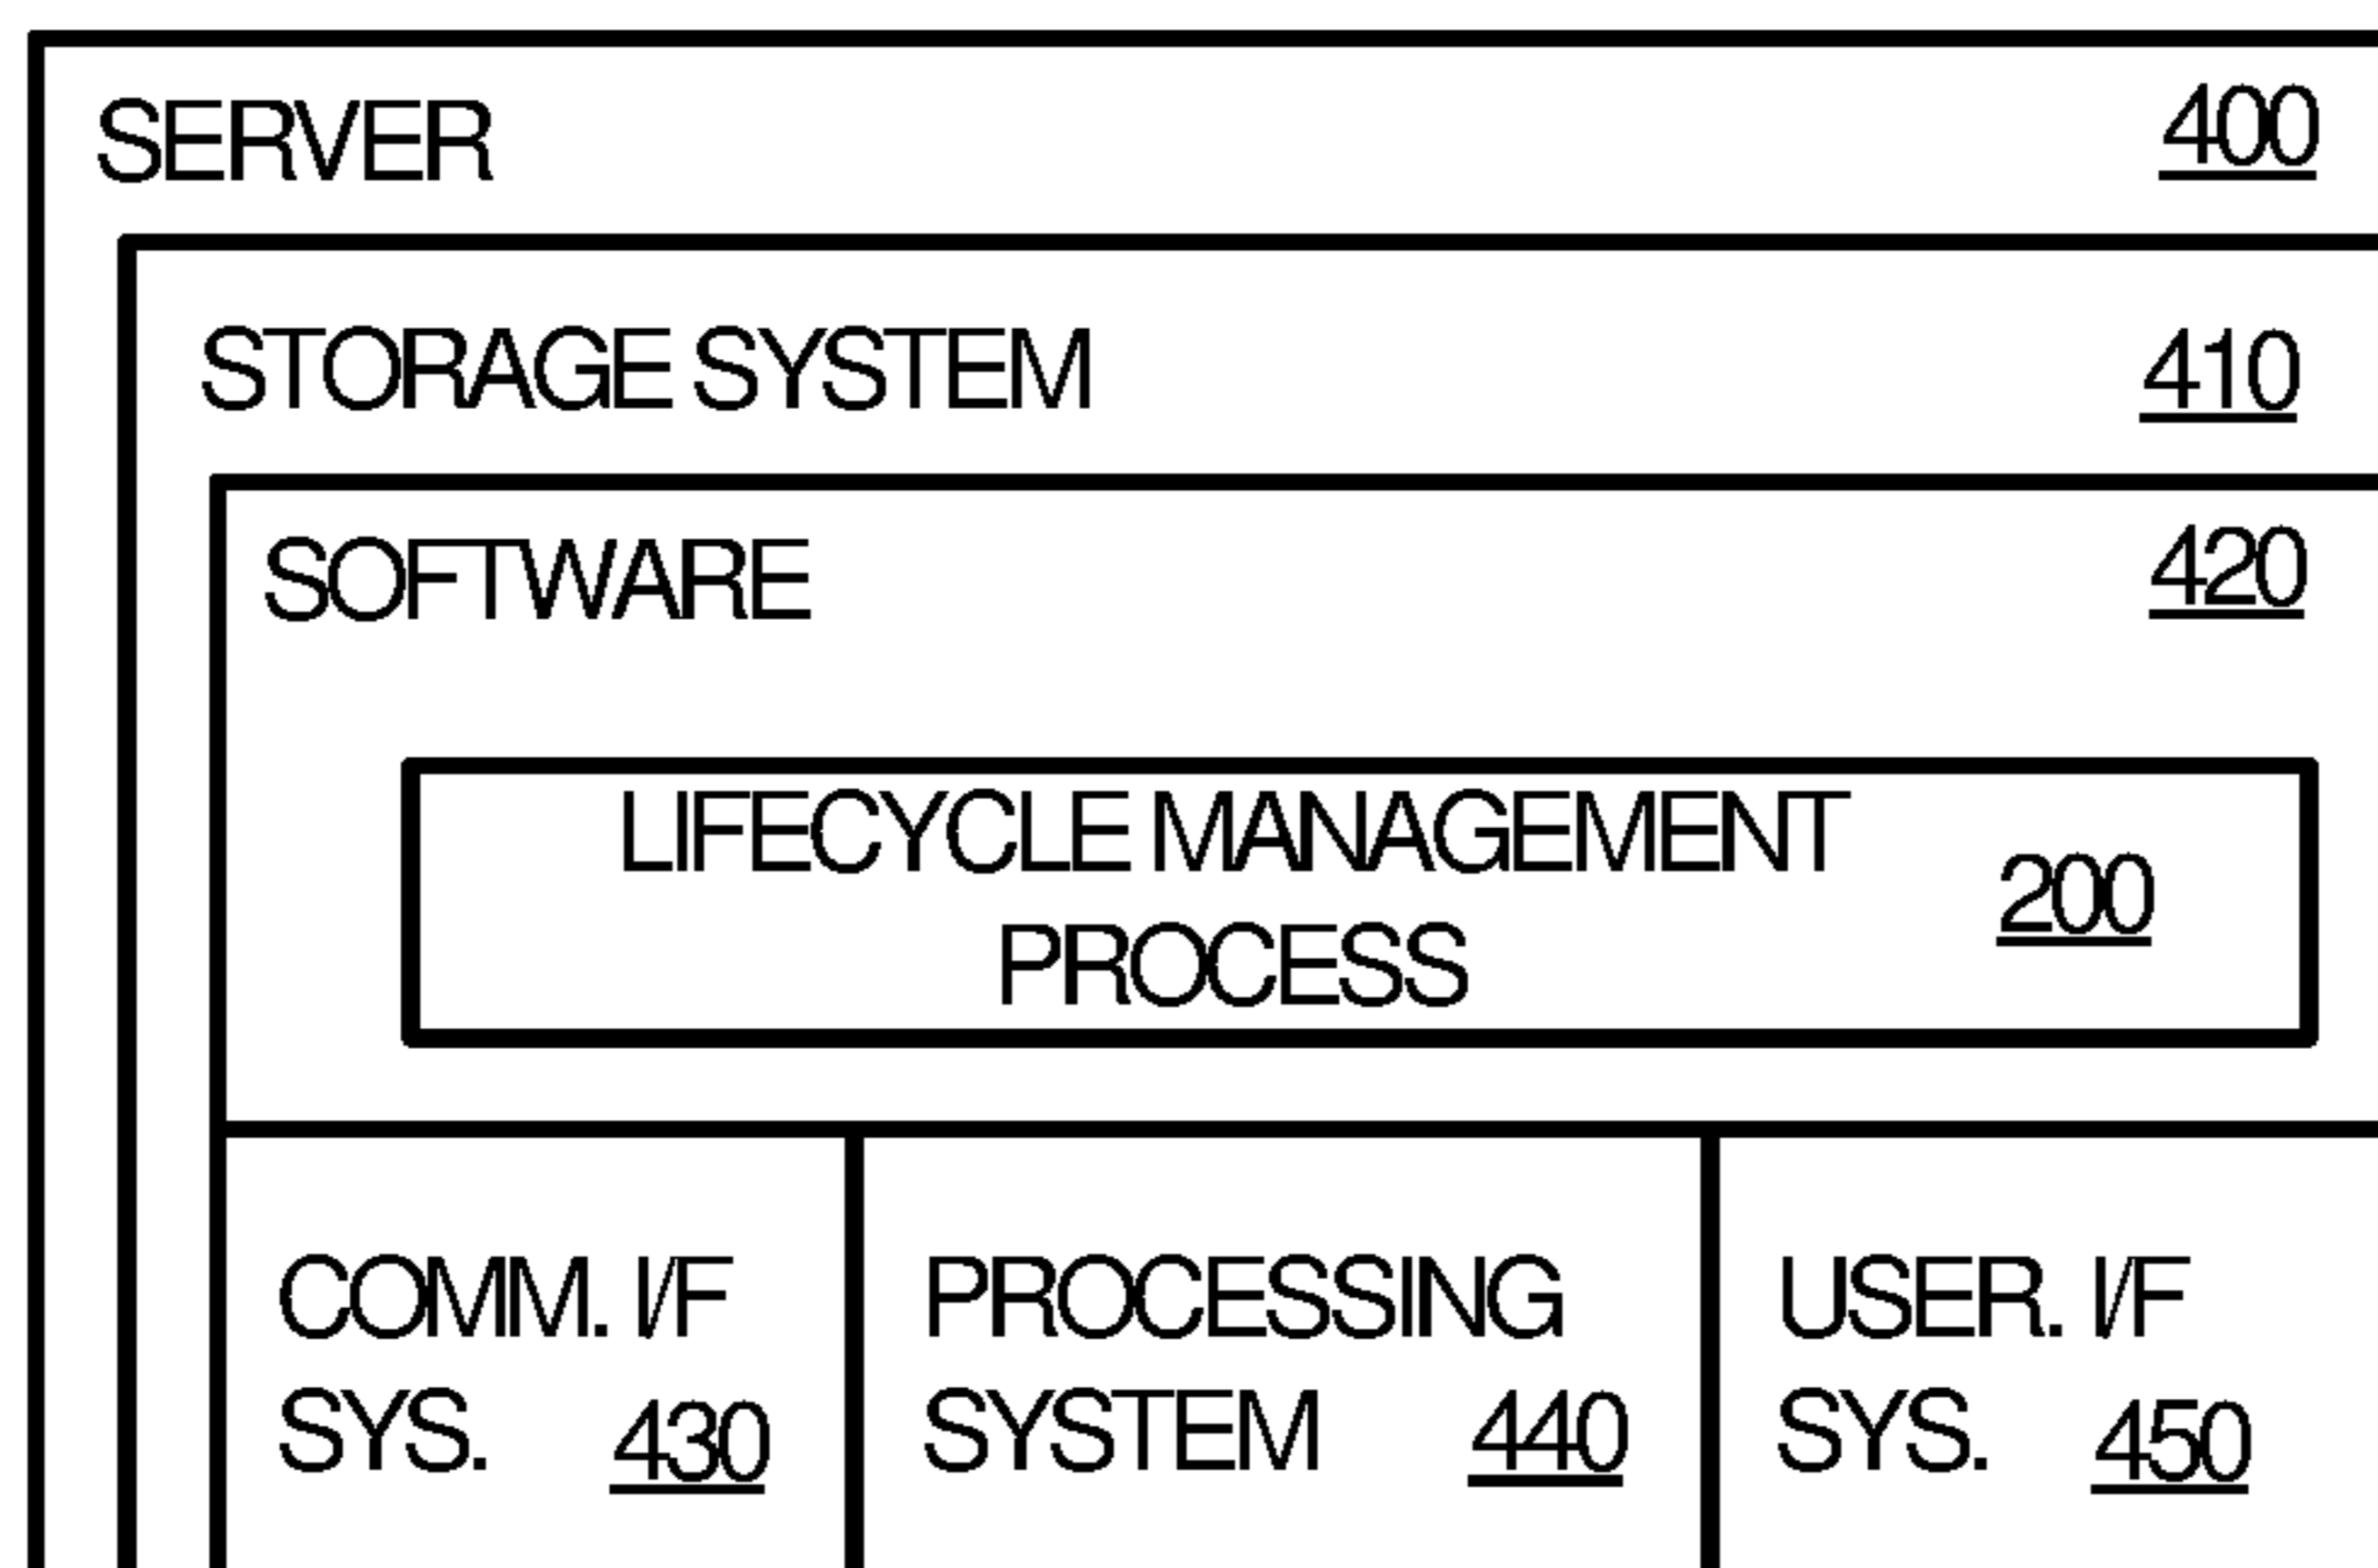 SERVER 400
STORAGE SYSTEM 410
SOFTWARE 420
LIFECYCLE MANAGEMENT
PROCESS
200
COMM. I/F
SYS. 430
PROCESSING
SYSTEM 440
USER. I/F
SYS. 450